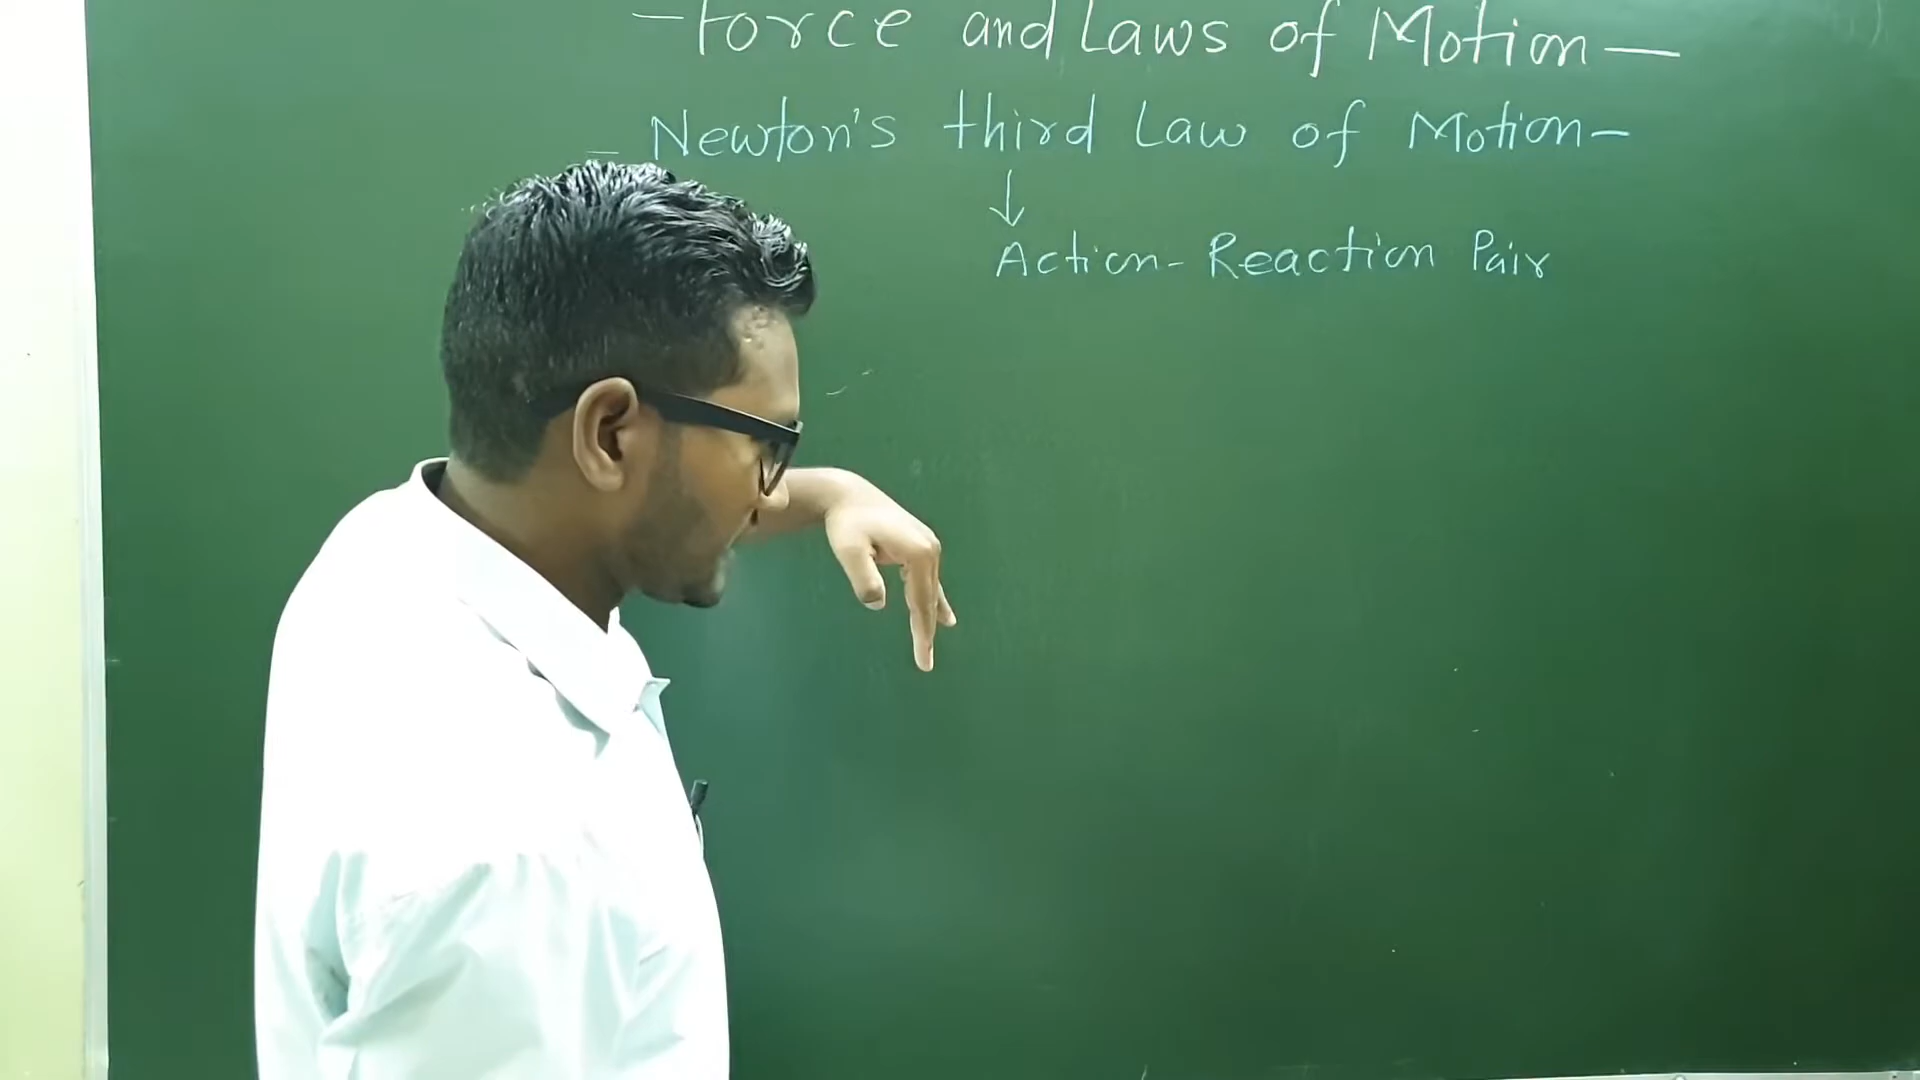 -Force and Laws of Motion-
- Newton's third Law of Motion-
↓
Action-Reaction Pair